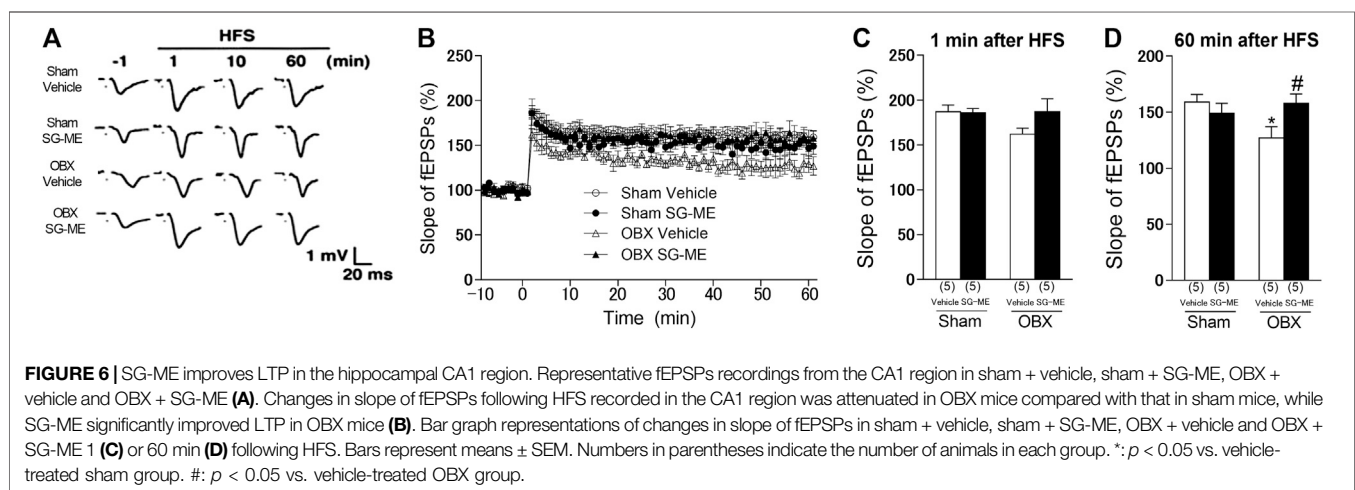 A
HFS
-1 1 10 60 (min)
Sham
Vehicle
Sham
SG-ME
OBX
Vehicle
OBX
SG-ME
1 mV
20 ms
B
Slope of fEPSPs (%)
250
200
150
100
50
0
−10 0 10 20 30 40 50 60
Time (min)
Sham Vehicle
Sham SG-ME
OBX Vehicle
OBX SG-ME
C
1 min after HFS
Slope of fEPSPs (%)
250
200
150
100
50
0
(5) (5) (5) (5)
Vehicle SG-ME Vehicle SG-ME
Sham OBX
D
60 min after HFS
Slope of fEPSPs (%)
200
150
100
50
0
* #
(5) (5) (5) (5)
Vehicle SG-ME Vehicle SG-ME
Sham OBX
FIGURE 6 | SG-ME improves LTP in the hippocampal CA1 region. Representative fEPSPs recordings from the CA1 region in sham + vehicle, sham + SG-ME, OBX +
vehicle and OBX + SG-ME (A). Changes in slope of fEPSPs following HFS recorded in the CA1 region was attenuated in OBX mice compared with that in sham mice, while
SG-ME significantly improved LTP in OBX mice (B). Bar graph representations of changes in slope of fEPSPs in sham + vehicle, sham + SG-ME, OBX + vehicle and OBX +
SG-ME 1 (C) or 60 min (D) following HFS. Bars represent means ± SEM. Numbers in parentheses indicate the number of animals in each group. *: p < 0.05 vs. vehicle-
treated sham group. #: p < 0.05 vs. vehicle-treated OBX group.